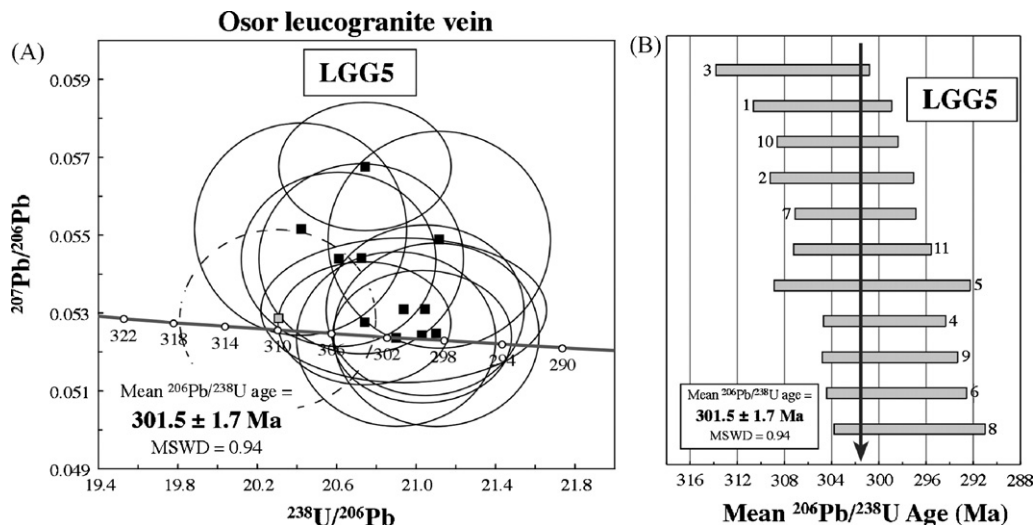 Osor leucogranite vein
(A)
LGG5
0.059
0.057
0.055
0.053
0.051
0.049
207Pb/206Pb
322
318
314
310
306
302
298
294
290
Mean 206Pb/238U age =
301.5 ± 1.7 Ma
MSWD = 0.94
19.4
19.8
20.2
20.6
21.0
21.4
21.8
238U/206Pb
(B)
LGG5
3
1
10
2
7
11
5
4
9
6
8
Mean 206Pb/238U age =
301.5 ± 1.7 Ma
MSWD = 0.94
316
312
308
304
300
296
292
288
Mean 206Pb/238U Age (Ma)